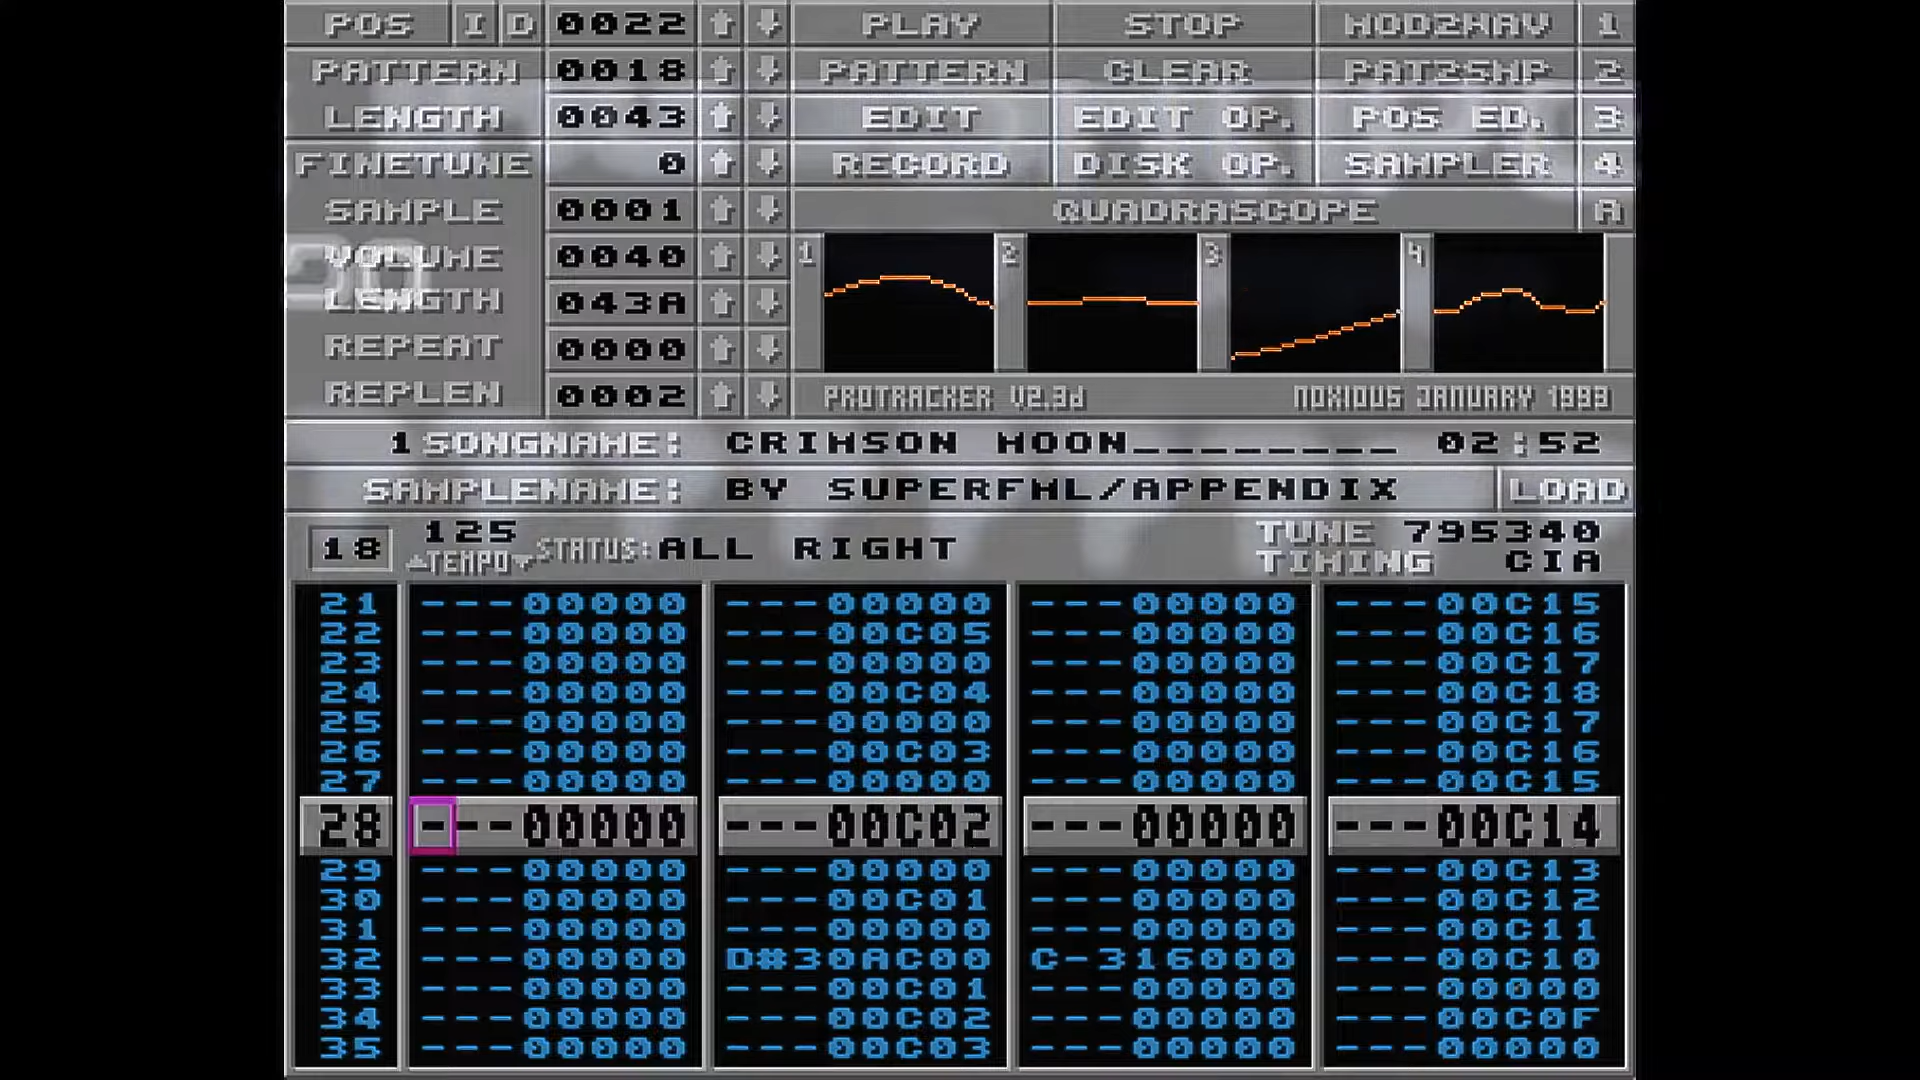 POS I D 0022 PLAY STOP MOD2WAV 1
PATTERN 0018 PATTERN CLEAR PAT2SMP 2
LENGTH 0043 EDIT EDIT OP. POS ED. 3
FINETUNE 0 RECORD DISK OP. SAMPLER 4
SAMPLE 0001 QUADRASCOPE A
VOLUME 0040 1 2 3 4
LENGTH 043A
REPEAT 0000
REPLEN 0002 PROTRACKER V2.3d NOXIOUS JANUARY 1993
1 SONGNAME: CRIMSON MOON________ 02:52
SAMPLENAME: BY SUPERFML/APPENDIX LOAD
18 125 TEMPO STATUS: ALL RIGHT TUNE 795340
TIMING CIA
21 ---00000 ---00000 ---00000 ---00C15
22 ---00000 ---00C05 ---00000 ---00C16
23 ---00000 ---00000 ---00000 ---00C17
24 ---00000 ---00C04 ---00000 ---00C18
25 ---00000 ---00000 ---00000 ---00C17
26 ---00000 ---00C03 ---00000 ---00C16
27 ---00000 ---00000 ---00000 ---00C15
28 ---00000 ---00C02 ---00000 ---00C14
29 ---00000 ---00000 ---00000 ---00C13
30 ---00000 ---00C01 ---00000 ---00C12
31 ---00000 ---00000 ---00000 ---00C11
32 ---00000 D#30AC00 C-316000 ---00C10
33 ---00000 ---00C01 ---00000 ---00000
34 ---00000 ---00C02 ---00000 ---00C0F
35 ---00000 ---00C03 ---00000 ---00000